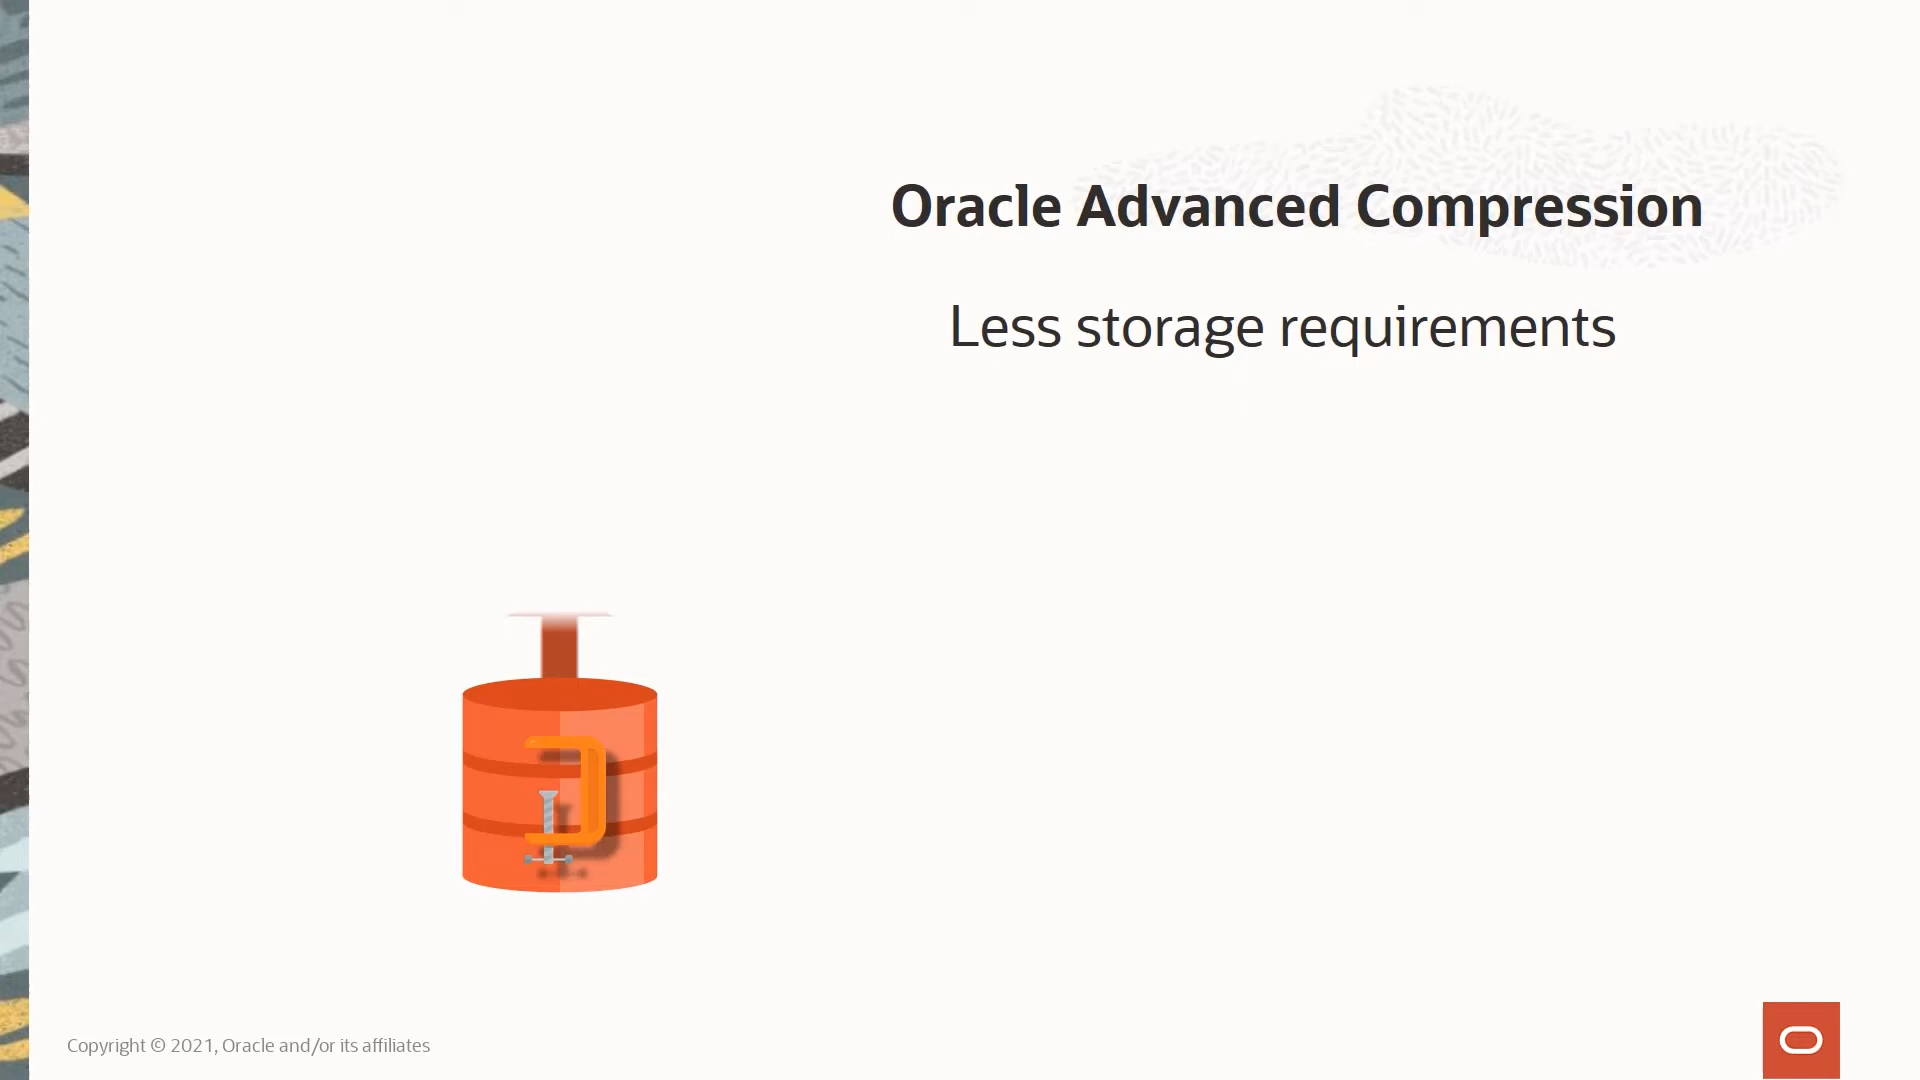 Oracle Advanced Compression
Less storage requirements
Copyright © 2021, Oracle and/or its affiliates